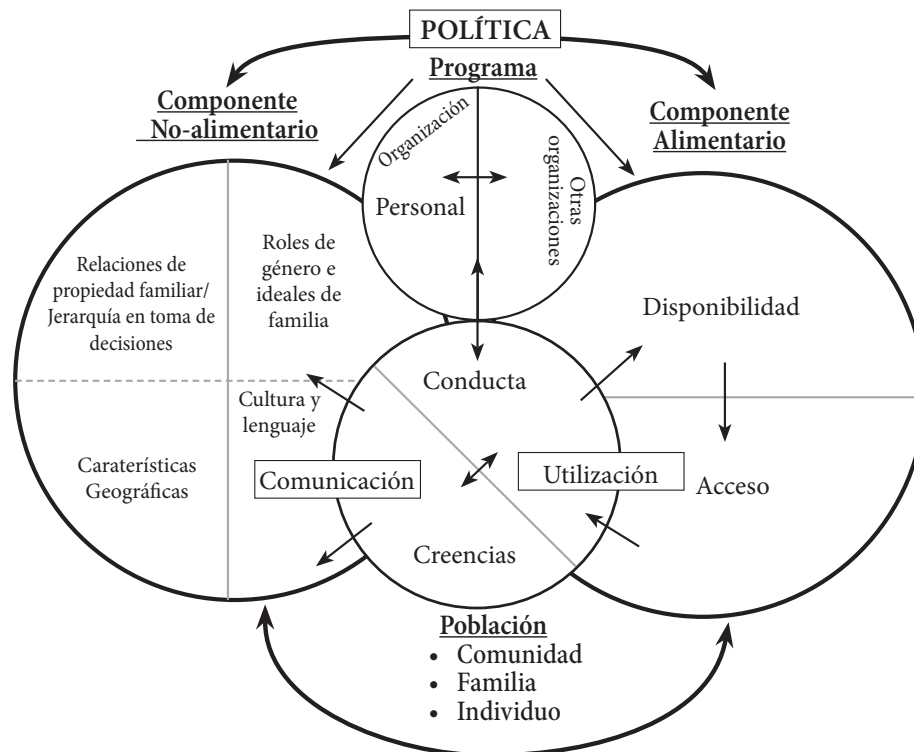 POLÍTICA
Programa
Componente
No-alimentario
Componente
Alimentario
Organización
Personal
Otras
organizaciones
Relaciones de
propiedad familiar/
Jerarquía en toma de
decisiones
Roles de
género e
ideales de
familia
Disponibilidad
Conducta
Cultura y
lenguaje
Caraterísticas
Geográficas
Comunicación
Utilización
Acceso
Creencias
Población
• Comunidad
• Familia
• Individuo